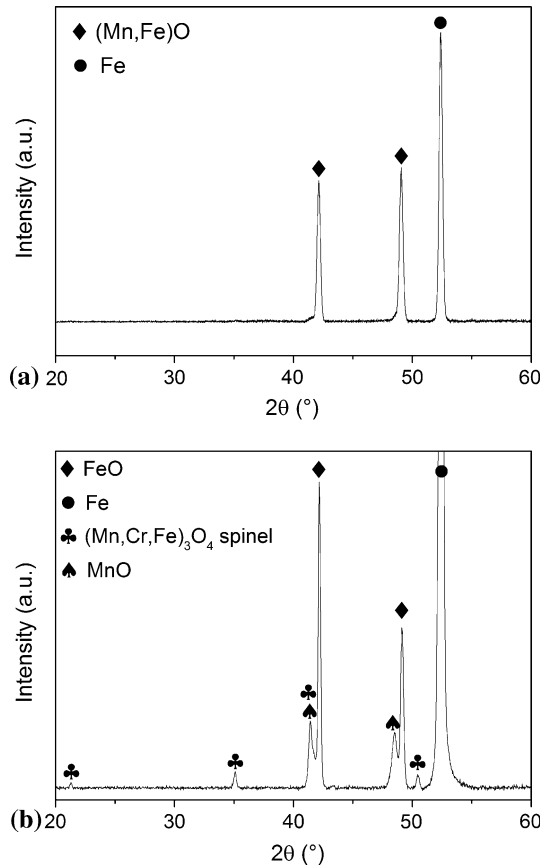 ♦ (Mn,Fe)O
● Fe
Intensity (a.u.)
(a)
20 30 40 50 60
2θ (°)
♦ FeO
● Fe
♣ (Mn,Cr,Fe)₃O₄ spinel
♠ MnO
Intensity (a.u.)
(b)
20 30 40 50 60
2θ (°)